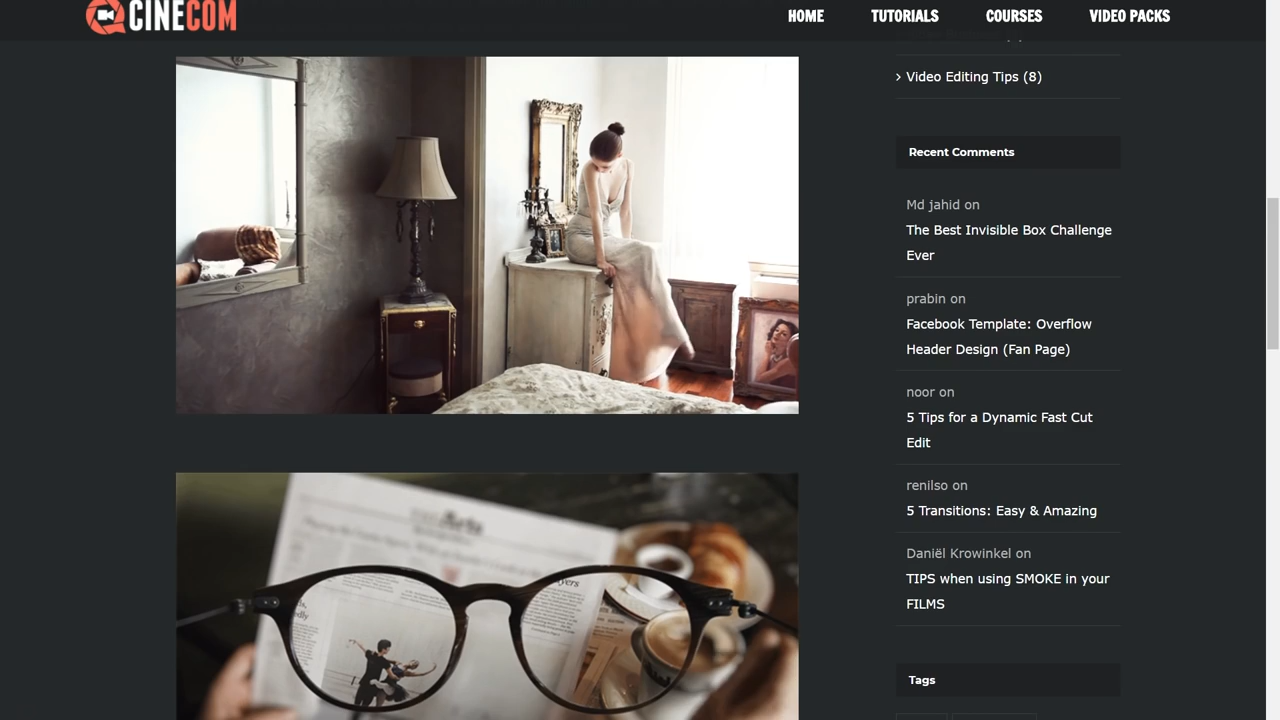 CINECOM
HOME
TUTORIALS
COURSES
VIDEO PACKS
› Video Editing Tips (8)
Recent Comments
Md jahid on
The Best Invisible Box Challenge
Ever
prabin on
Facebook Template: Overflow
Header Design (Fan Page)
noor on
5 Tips for a Dynamic Fast Cut
Edit
renilso on
5 Transitions: Easy & Amazing
Daniël Krowinkel on
TIPS when using SMOKE in your
FILMS
Tags
Arts